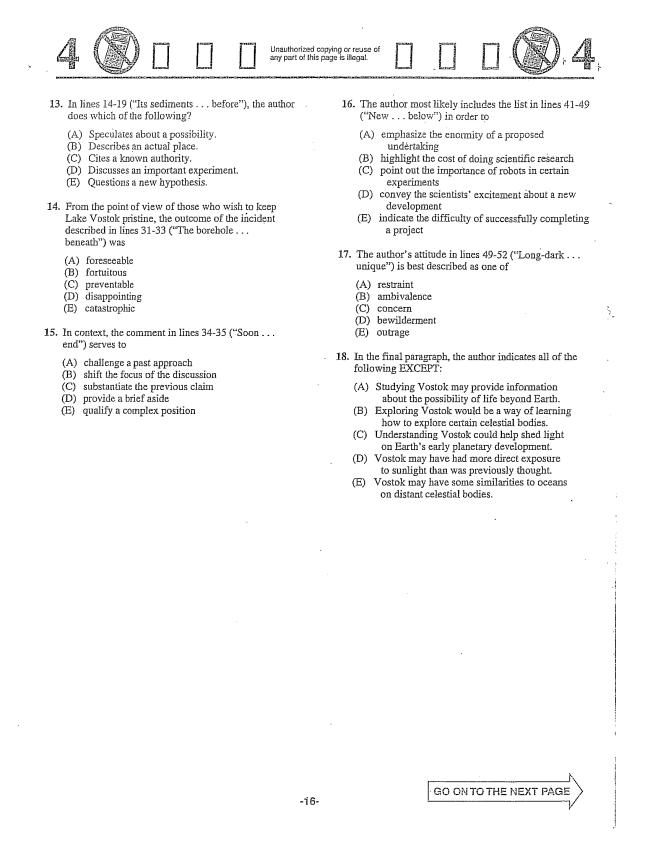 4
Unauthorized copying or reuse of
any part of this page is illegal.
4
13. In lines 14-19 ("Its sediments . . . before"), the author
does which of the following?
(A) Speculates about a possibility.
(B) Describes an actual place.
(C) Cites a known authority.
(D) Discusses an important experiment.
(E) Questions a new hypothesis.
14. From the point of view of those who wish to keep
Lake Vostok pristine, the outcome of the incident
described in lines 31-33 ("The borehole . . .
beneath") was
(A) foreseeable
(B) fortuitous
(C) preventable
(D) disappointing
(E) catastrophic
15. In context, the comment in lines 34-35 ("Soon . . .
end") serves to
(A) challenge a past approach
(B) shift the focus of the discussion
(C) substantiate the previous claim
(D) provide a brief aside
(E) qualify a complex position
16. The author most likely includes the list in lines 41-49
("New . . . below") in order to
(A) emphasize the enormity of a proposed
undertaking
(B) highlight the cost of doing scientific research
(C) point out the importance of robots in certain
experiments
(D) convey the scientists' excitement about a new
development
(E) indicate the difficulty of successfully completing
a project
17. The author's attitude in lines 49-52 ("Long-dark . . .
unique") is best described as one of
(A) restraint
(B) ambivalence
(C) concern
(D) bewilderment
(E) outrage
18. In the final paragraph, the author indicates all of the
following EXCEPT:
(A) Studying Vostok may provide information
about the possibility of life beyond Earth.
(B) Exploring Vostok would be a way of learning
how to explore certain celestial bodies.
(C) Understanding Vostok could help shed light
on Earth's early planetary development.
(D) Vostok may have had more direct exposure
to sunlight than was previously thought.
(E) Vostok may have some similarities to oceans
on distant celestial bodies.
-16-
GO ON TO THE NEXT PAGE